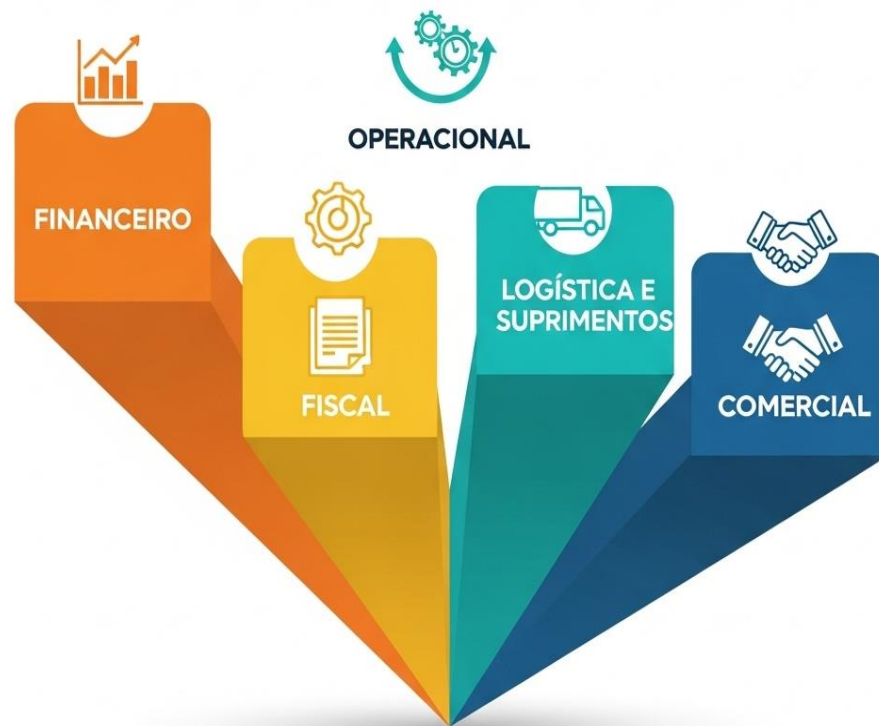 OPERACIONAL
FINANCEIRO
FISCAL
LOGÍSTICA E
SUPRIMENTOS
COMERCIAL